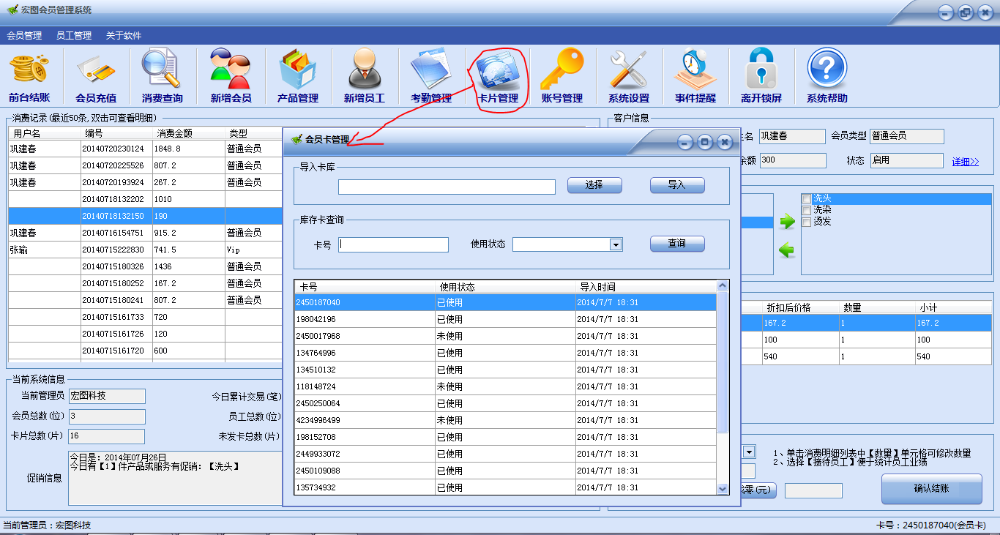 宏图会员管理系统
会员管理 员工管理 关于软件
前台结账 会员充值 消费查询 新增会员 产品管理 新增员工 考勤管理 卡片管理 账号管理 系统设置 事件提醒 离开锁屏 系统帮助
消费记录(最近50条,双击可查看明细)
用户名 编号 消费金额 类型
巩建春 20140720230124 1848.8 普通会员
巩建春 20140720225526 807.2 普通会员
巩建春 20140720193924 267.2 普通会员
20140718132202 1010
20140718132150 190
巩建春 20140716154751 915.2 普通会员
张瑜 20140715222830 741.5 Vip
20140715180326 1436 普通会员
20140715180252 167.2 普通会员
20140715180241 807.2 普通会员
20140715161733 720
20140715161726 120
20140715161720 600
当前系统信息
当前管理员 宏图科技 今日累计交易(笔)
会员总数(位) 3 员工总数(位)
卡片总数(片) 16 未发卡总数(片)
促销信息
今日是：2014年07月26日
今日有【1】件产品或服务有促销：【洗头】
会员卡管理
导入卡库
选择 导入
库存卡查询
卡号 使用状态 查询
卡号 使用状态 导入时间
2450187040 已使用 2014/7/7 18:31
198042196 已使用 2014/7/7 18:31
2450017968 未使用 2014/7/7 18:31
134764996 已使用 2014/7/7 18:31
134510132 已使用 2014/7/7 18:31
118148724 未使用 2014/7/7 18:31
2450250064 已使用 2014/7/7 18:31
4234996499 未使用 2014/7/7 18:31
198152708 已使用 2014/7/7 18:31
2449933072 已使用 2014/7/7 18:31
2450109088 已使用 2014/7/7 18:31
135734932 已使用 2014/7/7 18:31
客户信息
名 巩建春 会员类型 普通会员
余额 300 状态 启用 详细>>
洗头
洗染
烫发
折扣后价格 数量 小计
167.2 1 167.2
100 1 100
540 1 540
1、单击消费明细列表中【数量】单元格可修改数量
2、选择【接待员工】便于统计员工业绩
零(元)
确认结账
当前管理员：宏图科技
卡号：2450187040(会员卡)